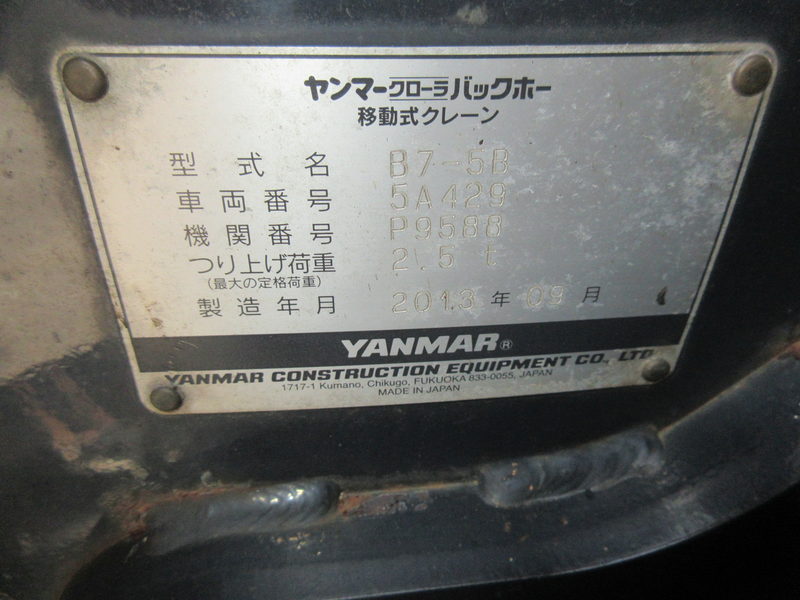 ヤンマークローラバックホー
移動式クレーン
型式名 B7-5B
車両番号 5A429
機関番号 P9588
つり上げ荷重 2.5 t
(最大の定格荷重)
製造年月 2013年09月
YANMAR®
YANMAR CONSTRUCTION EQUIPMENT CO., LTD.
1717-1 Kumano, Chikugo, FUKUOKA 833-0055, JAPAN
MADE IN JAPAN